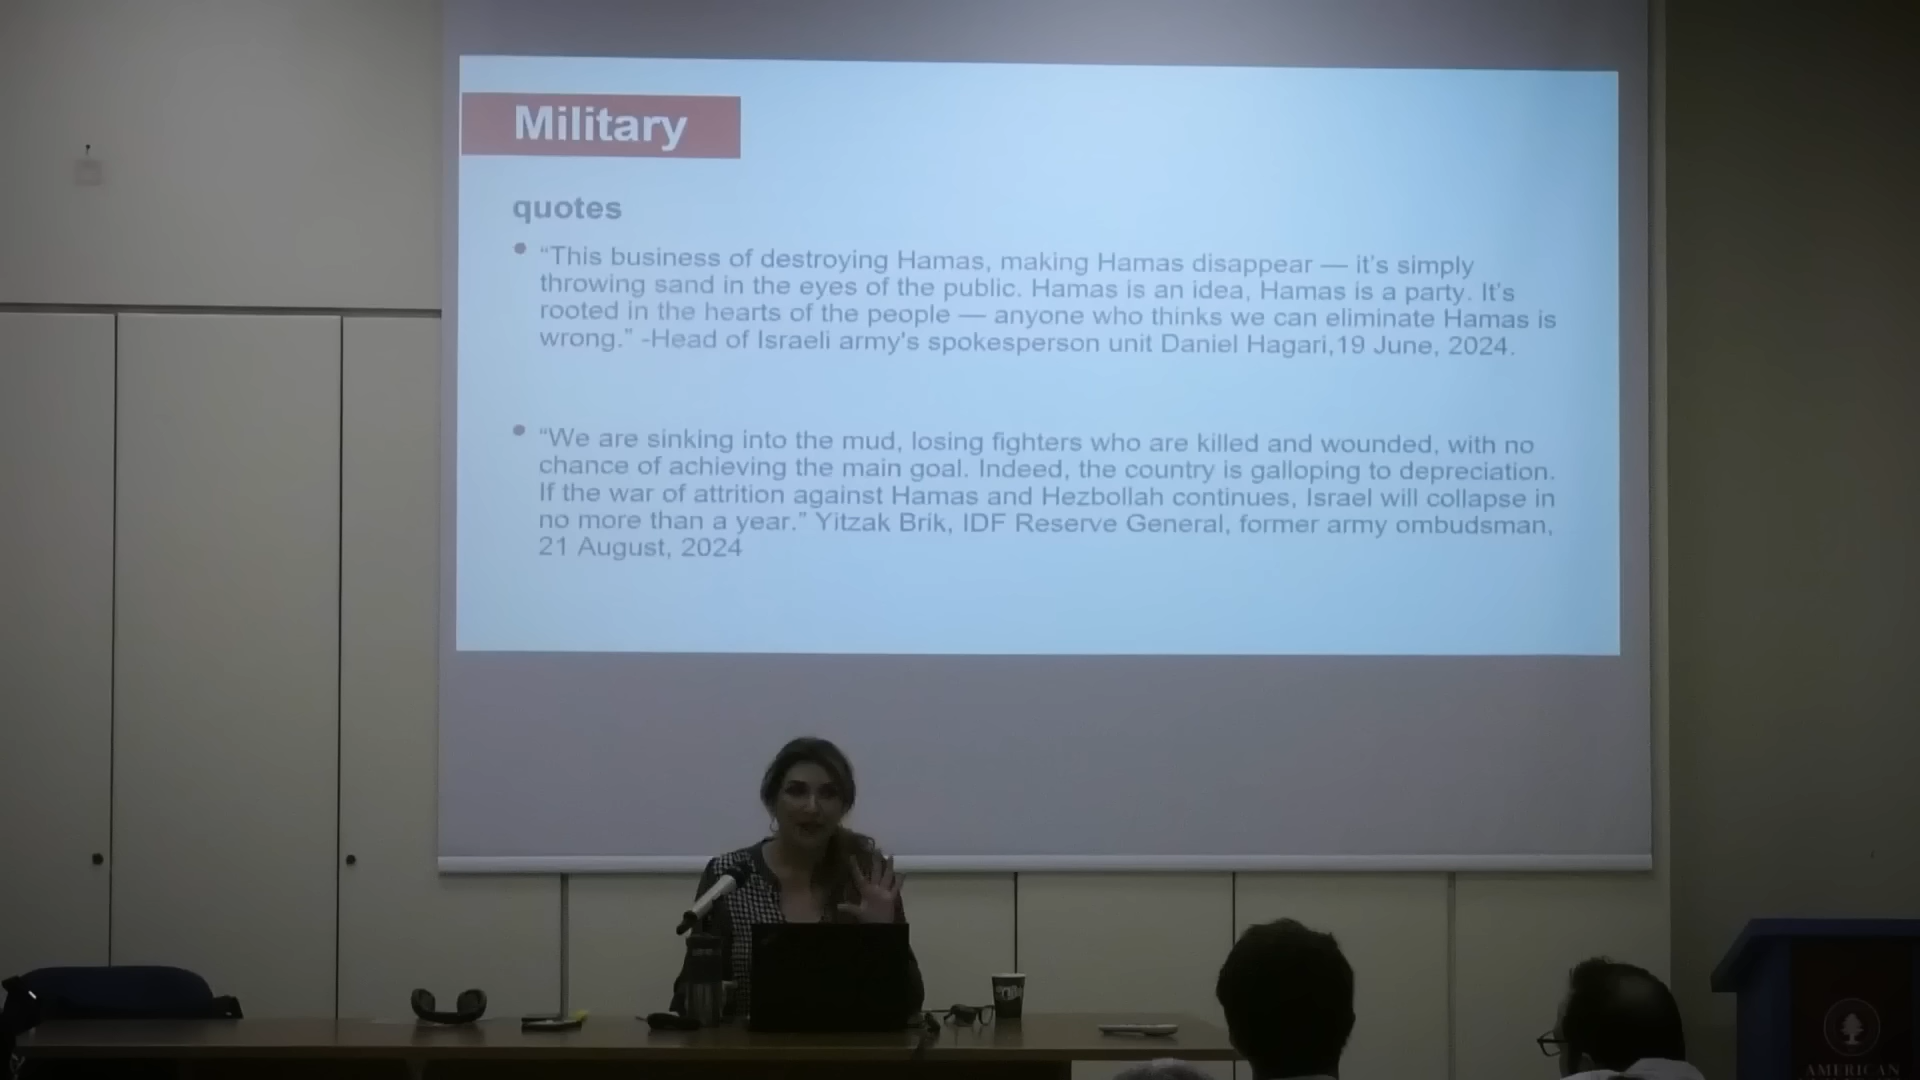 Military
quotes
“This business of destroying Hamas, making Hamas disappear — it's simply
throwing sand in the eyes of the public. Hamas is an idea, Hamas is a party. It's
rooted in the hearts of the people — anyone who thinks we can eliminate Hamas is
wrong.” -Head of Israeli army's spokesperson unit Daniel Hagari,19 June, 2024.
“We are sinking into the mud, losing fighters who are killed and wounded, with no
chance of achieving the main goal. Indeed, the country is galloping to depreciation.
If the war of attrition against Hamas and Hezbollah continues, Israel will collapse in
no more than a year.” Yitzak Brik, IDF Reserve General, former army ombudsman,
21 August, 2024
AMERICAN